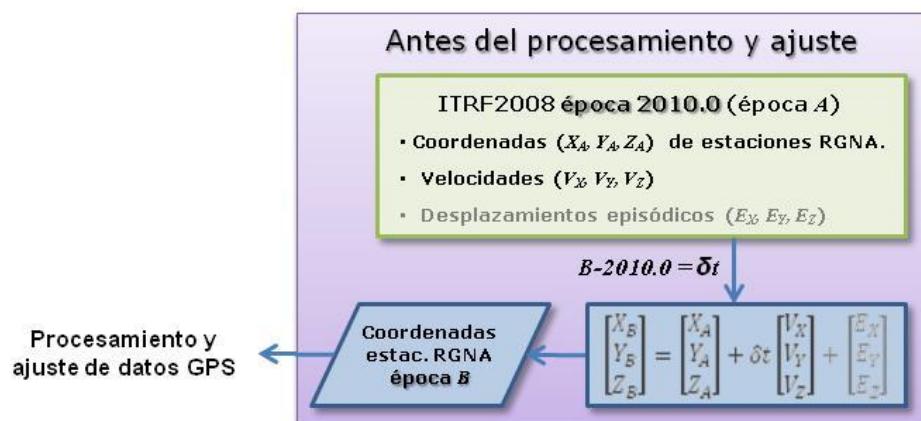 Antes del procesamiento y ajuste
ITRF2008 época 2010.0 (época A)
• Coordenadas (X_A, Y_A, Z_A) de estaciones RGNA.
• Velocidades (V_X, V_Y, V_Z)
• Desplazamientos episódicos (E_X, E_Y, E_Z)
B-2010.0 = δt
[X_B Y_B Z_B] = [X_A Y_A Z_A] + δt [V_X V_Y V_Z] + [E_X E_Y E_Z]
Coordenadas
estac. RGNA
época B
Procesamiento y
ajuste de datos GPS